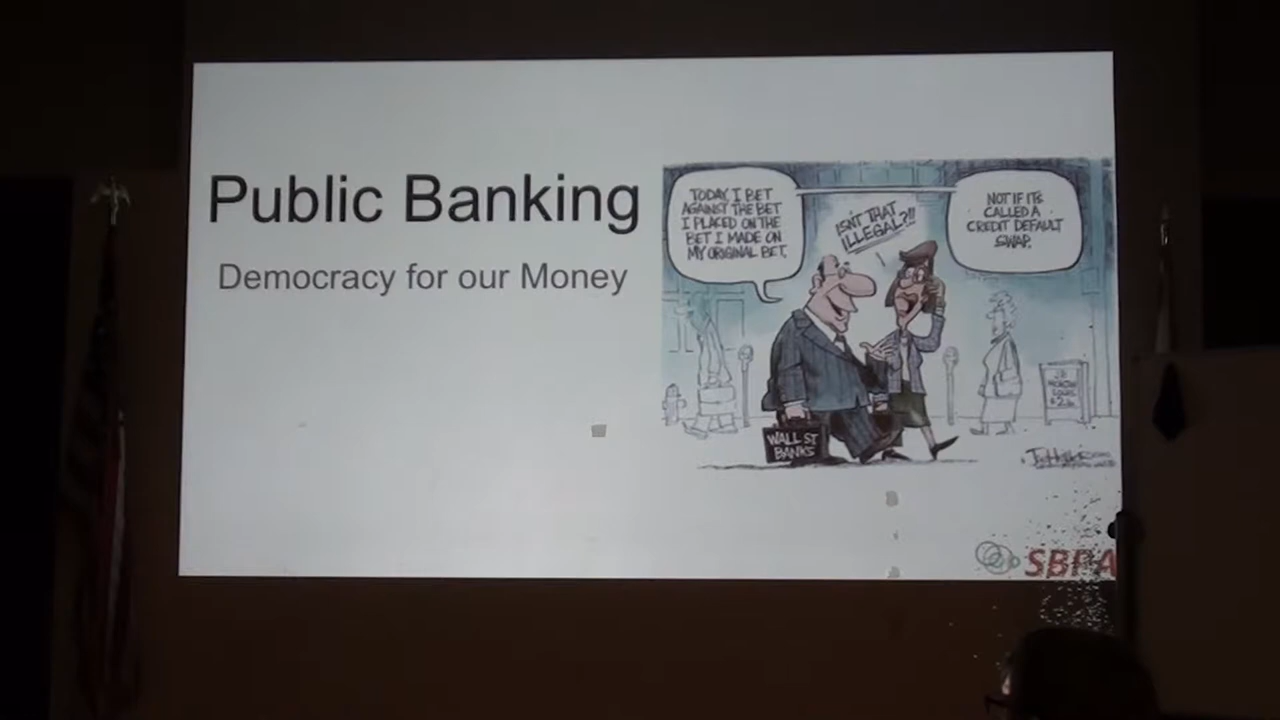 Public Banking
Democracy for our Money
TODAY, I BET
AGAINST THE BET
I PLACED ON THE
BET I MADE ON
MY ORIGINAL BET.
ISN'T THAT
ILLEGAL?!!
NOT IF IT'S
CALLED A
CREDIT DEFAULT
SWAP.
WALL ST
BANKS
SBPA